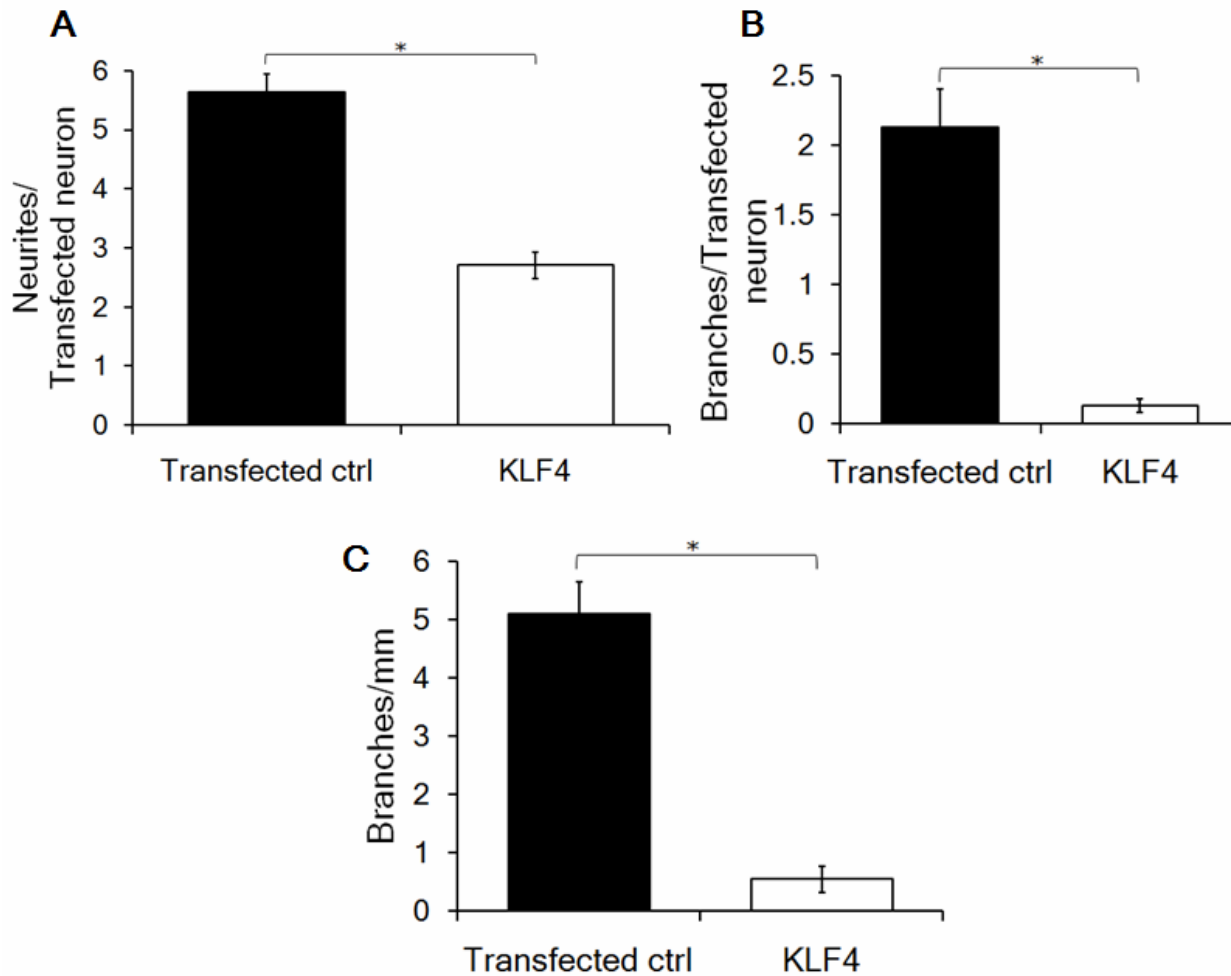 A
*
6
5
4
3
2
1
0
Neurites/
Transfected neuron
Transfected ctrl
KLF4
B
*
2.5
2
1.5
1
0.5
0
Branches/Transfected
neuron
Transfected ctrl
KLF4
C
*
6
5
4
3
2
1
0
Branches/mm
Transfected ctrl
KLF4